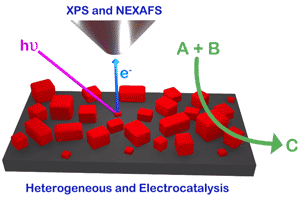 XPS and NEXAFS
hυ
e-
A + B
C
Heterogeneous and Electrocatalysis